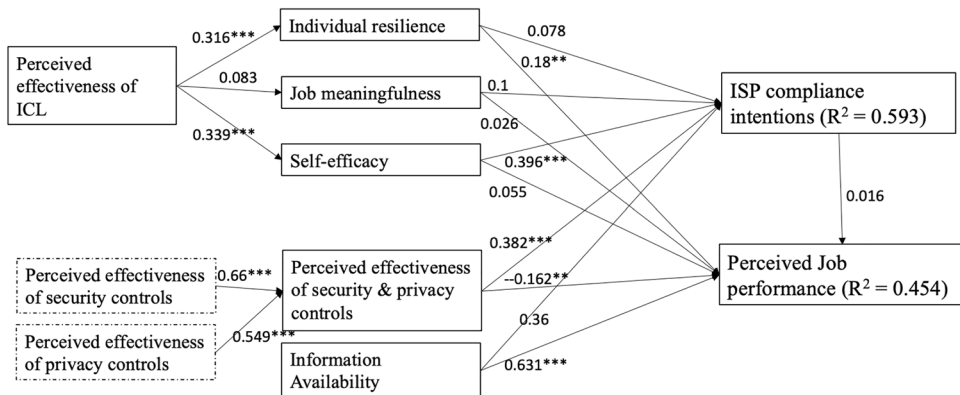 Individual resilience
0.316***
0.078
0.18**
Perceived
effectiveness of
ICL
0.083
Job meaningfulness
0.1
ISP compliance
intentions (R² = 0.593)
0.026
0.339***
Self-efficacy
0.396***
0.055
0.016
0.382***
Perceived effectiveness
of security controls
0.66***
Perceived effectiveness
of security & privacy
controls
--0.162**
Perceived Job
performance (R² = 0.454)
Perceived effectiveness
of privacy controls
0.549***
0.36
Information
Availability
0.631***